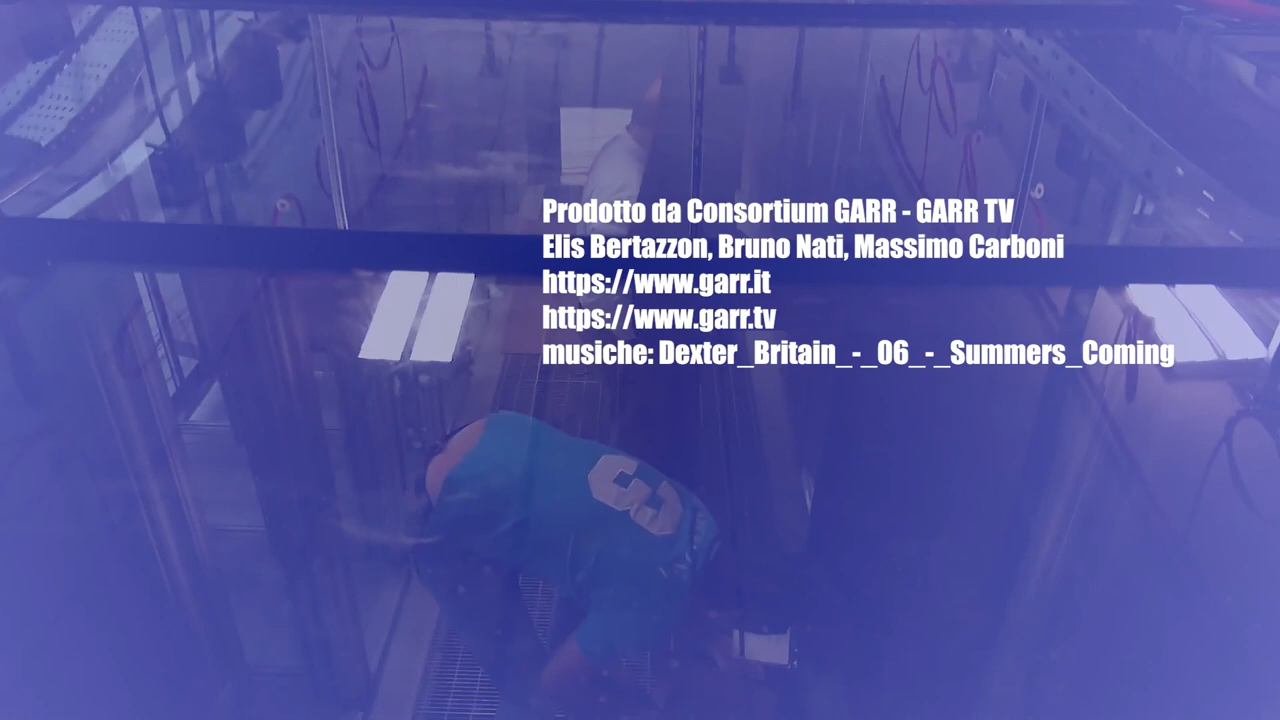 Prodotto da Consortium GARR - GARR TV
Elis Bertazzon, Bruno Nati, Massimo Carboni
https://www.garr.it
https://www.garr.tv
musiche: Dexter_Britain_-_06_-_Summers_Coming